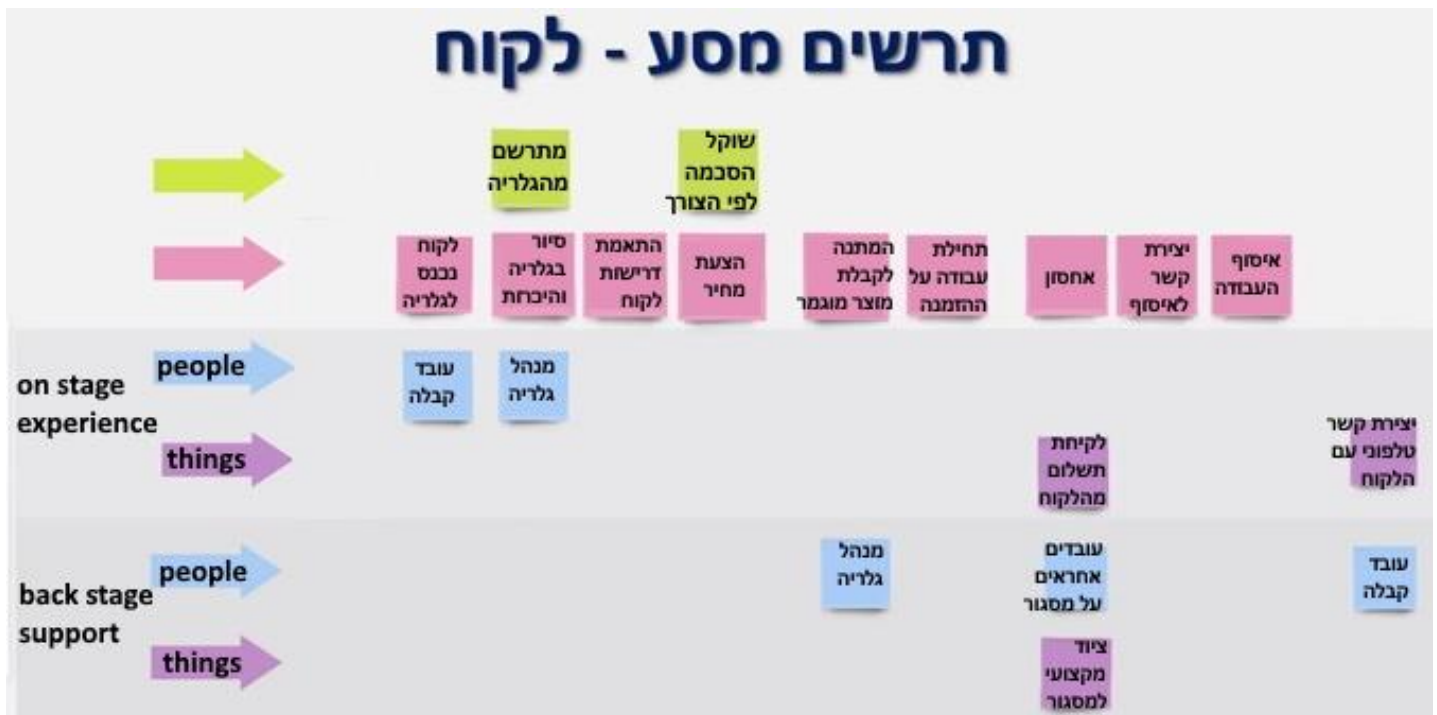 תרשים מסע - לקוח
מתרשם
מהגלריה
שוקל
הסכמה
לפי הצורך
לקוח
נכנס
לגלריה
סיור
בגלריה
והיכרות
התאמת
דרישות
לקוח
הצעת
מחיר
המתנה
לקבלת
מוצר מוגמר
תחילת
עבודה על
ההזמנה
אחסון
יצירת
קשר
לאיסוף
איסוף
העבודה
on stage
experience
people
עובד
קבלה
מנהל
גלריה
things
לקיחת
תשלום
מהלקוח
יצירת קשר
טלפוני עם
הלקוח
back stage
support
people
מנהל
גלריה
עובדים
אחראים
על מסגור
עובד
קבלה
things
ציוד
מקצועי
למסגור